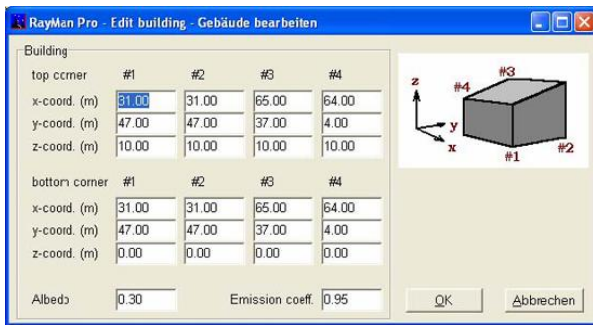 RayMan Pro - Edit building - Gebäude bearbeiten
Building
top corner #1 #2 #3 #4
x-coord. (m) 31.00 31.00 65.00 64.00
y-coord. (m) 47.00 47.00 37.00 4.00
z-coord. (m) 10.00 10.00 10.00 10.00
bottom corner #1 #2 #3 #4
x-coord. (m) 31.00 31.00 65.00 64.00
y-coord. (m) 47.00 47.00 37.00 4.00
z-coord. (m) 0.00 0.00 0.00 0.00
Albedo 0.30 Emission coeff. 0.95
z #3
#4
y
x #1 #2
OK Abbrechen